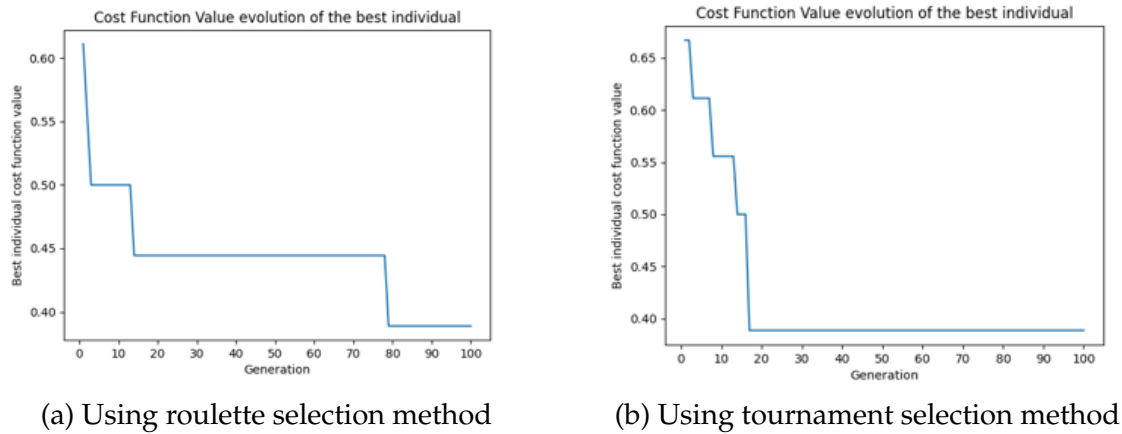 Cost Function Value evolution of the best individual
Best individual cost function value
0.60
0.55
0.50
0.45
0.40
0 10 20 30 40 50 60 70 80 90 100
Generation
(a) Using roulette selection method
Cost Function Value evolution of the best individual
Best individual cost function value
0.65
0.60
0.55
0.50
0.45
0.40
0 10 20 30 40 50 60 70 80 90 100
Generation
(b) Using tournament selection method